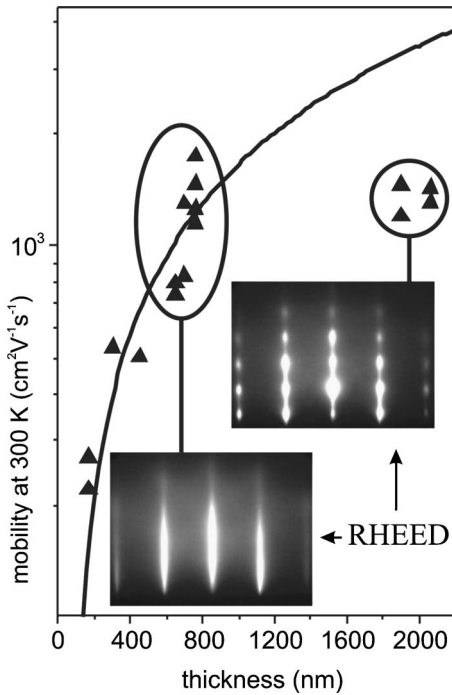 mobility at 300 K (cm²V⁻¹s⁻¹)
10³
RHEED
0 400 800 1200 1600 2000
thickness (nm)